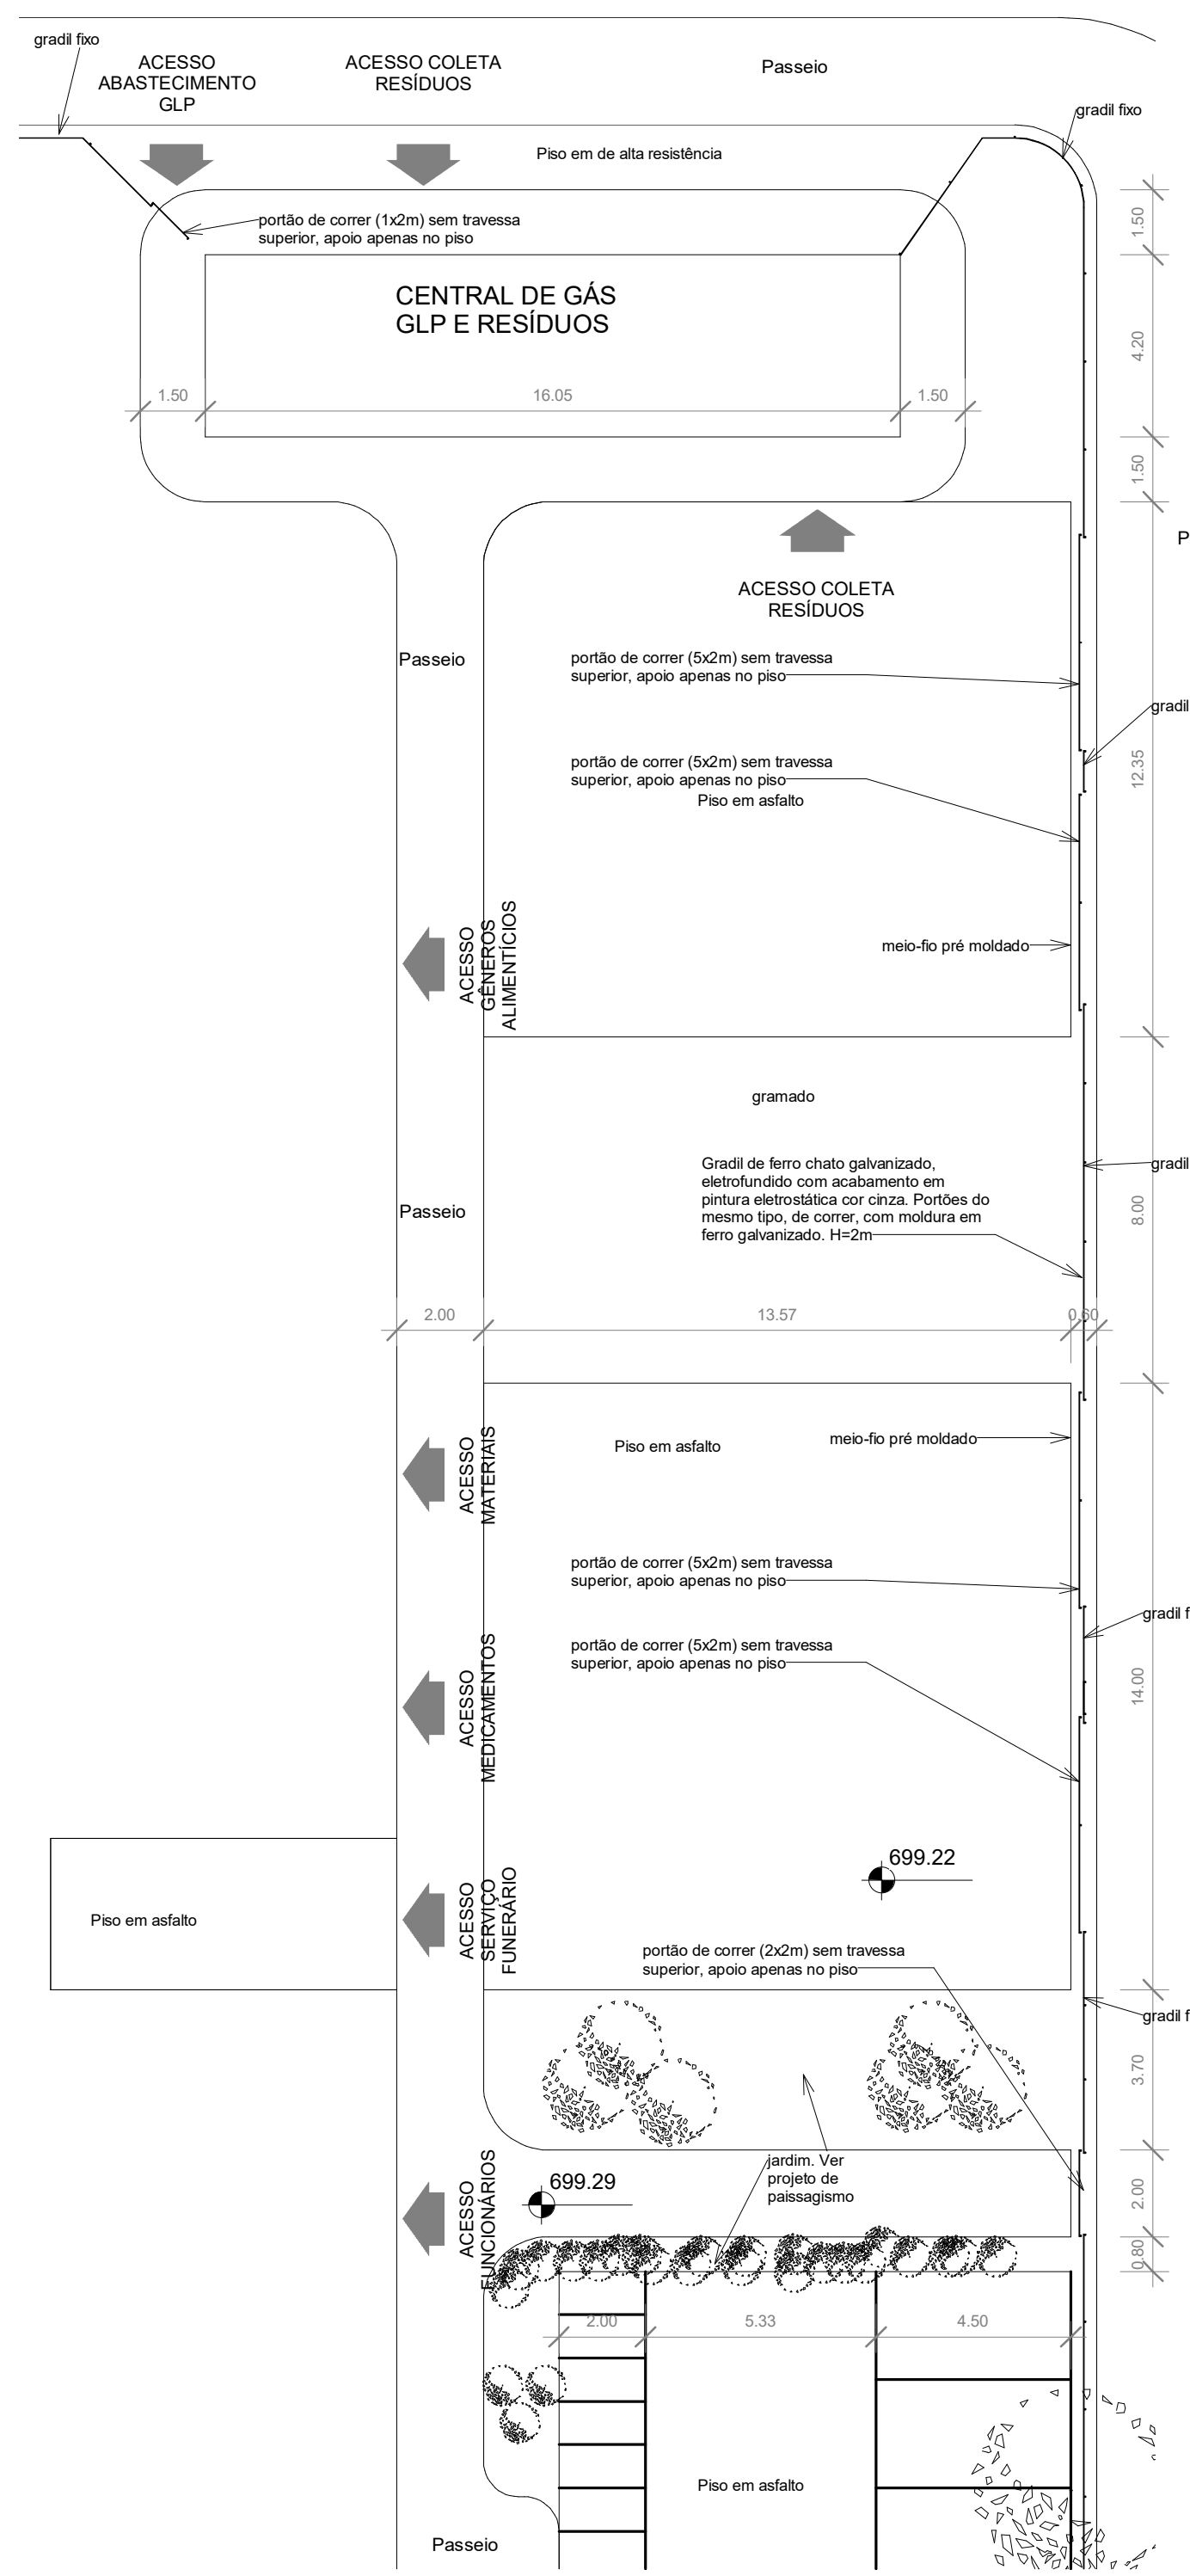 gradil fixo
ACESSO
ABASTECIMENTO
GLP
ACESSO COLETA
RESÍDUOS
Passeio
gradil fixo
Piso em de alta resistência
portão de correr (1x2m) sem travessa
superior, apoio apenas no piso
1.50
CENTRAL DE GÁS
GLP E RESÍDUOS
4.20
1.50
16.05
1.50
1.50
P
ACESSO COLETA
RESÍDUOS
Passeio
portão de correr (5x2m) sem travessa
superior, apoio apenas no piso
gradil
portão de correr (5x2m) sem travessa
superior, apoio apenas no piso
12.35
Piso em asfalto
ACESSO
GÊNEROS
ALIMENTÍCIOS
meio-fio pré moldado
gramado
Gradil de ferro chato galvanizado,
eletrofundido com acabamento em
pintura eletrostática cor cinza. Portões do
mesmo tipo, de correr, com moldura em
ferro galvanizado. H=2m
gradil
Passeio
8.00
2.00
13.57
0.60
ACESSO
MATERIAIS
Piso em asfalto
meio-fio pré moldado
portão de correr (5x2m) sem travessa
superior, apoio apenas no piso
gradil f
portão de correr (5x2m) sem travessa
superior, apoio apenas no piso
ACESSO
MEDICAMENTOS
14.00
699.22
Piso em asfalto
ACESSO
SERVIÇO
FUNERÁRIO
portão de correr (2x2m) sem travessa
superior, apoio apenas no piso
gradil f
3.70
jardim. Ver
projeto de
paissagismo
ACESSO
FUNCIONÁRIOS
699.29
2.00
0.80
2.00
5.33
4.50
Piso em asfalto
Passeio